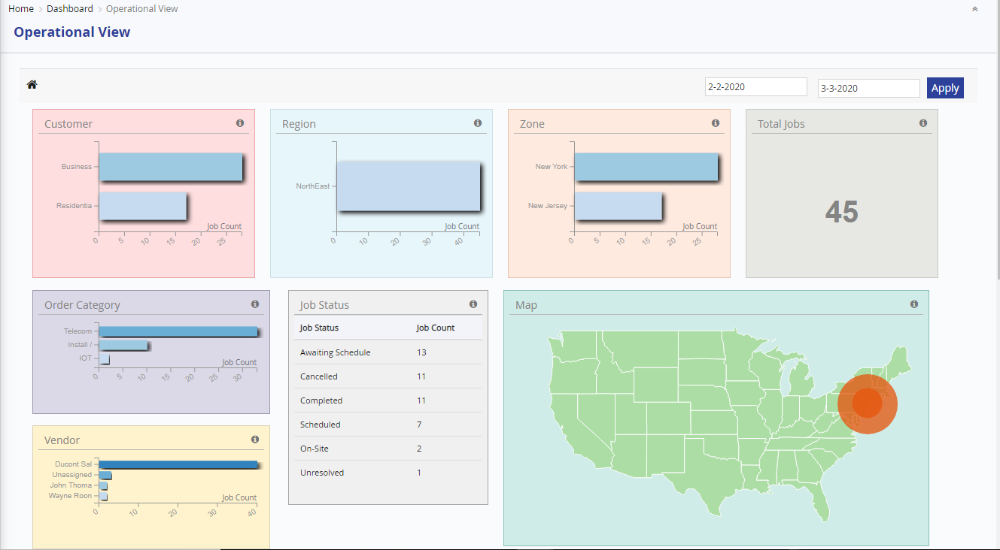 Home > Dashboard > Operational View
Operational View
2-2-2020
3-3-2020
Apply
Customer
Business
Residentia
Job Count
0 5 10 15 20 25
Region
NorthEast
Job Count
0 10 20 30 40
Zone
New York
New Jersey
Job Count
0 5 10 15 20 25
Total Jobs
45
Order Category
Telecom
Install /
IOT
Job Count
0 5 10 15 20 25 30
Job Status
Job Status Job Count
Awaiting Schedule 13
Cancelled 11
Completed 11
Scheduled 7
On-Site 2
Unresolved 1
Map
Vendor
Ducont Sal
Unassigned
John Thoma
Wayne Roon
Job Count
0 10 20 30 40